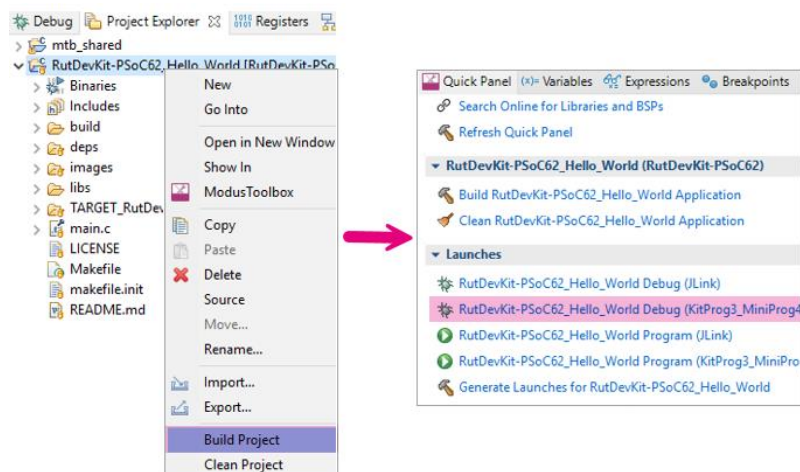 Debug Project Explorer Registers
mtb_shared
RutDevKit-PSoC62_Hello_World [RutDevKit-PSo
Binaries
Includes
build
deps
images
libs
TARGET_RutDev
main.c
LICENSE
Makefile
makefile.init
README.md
New
Go Into
Open in New Window
Show In
ModusToolbox
Copy
Paste
Delete
Source
Move...
Rename...
Import...
Export...
Build Project
Clean Project
Quick Panel (x)= Variables Expressions Breakpoints
Search Online for Libraries and BSPs
Refresh Quick Panel
RutDevKit-PSoC62_Hello_World (RutDevKit-PSoC62)
Build RutDevKit-PSoC62_Hello_World Application
Clean RutDevKit-PSoC62_Hello_World Application
Launches
RutDevKit-PSoC62_Hello_World Debug (JLink)
RutDevKit-PSoC62_Hello_World Debug (KitProg3_MiniProg4
RutDevKit-PSoC62_Hello_World Program (JLink)
RutDevKit-PSoC62_Hello_World Program (KitProg3_MiniPro
Generate Launches for RutDevKit-PSoC62_Hello_World